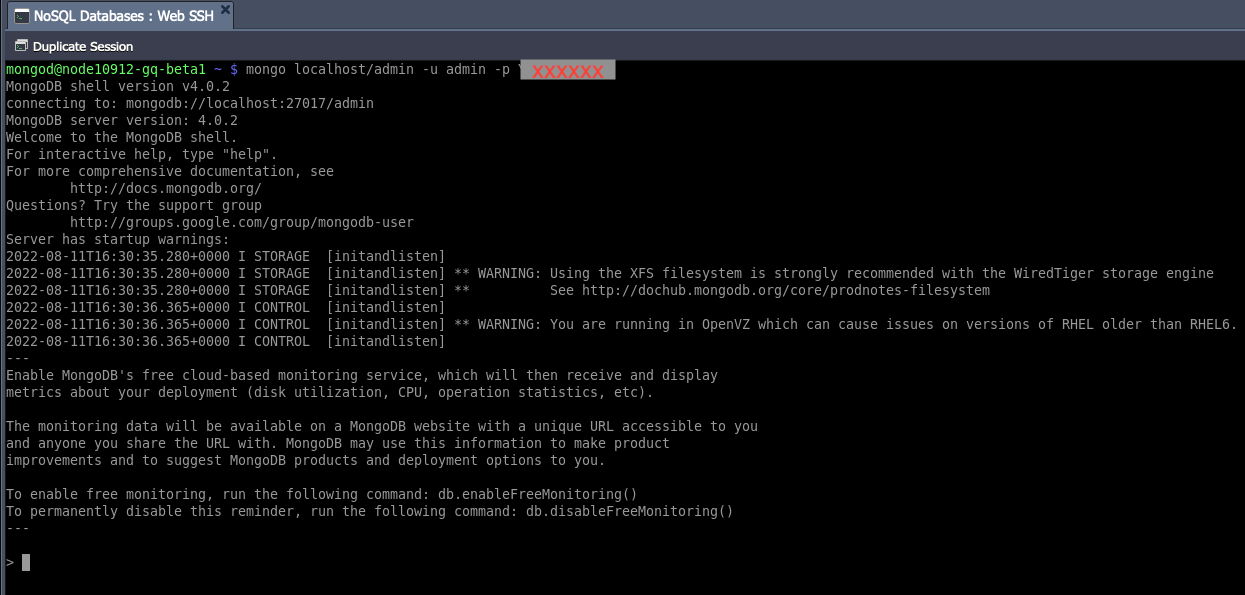 NoSQL Databases : Web SSH
Duplicate Session
mongod@node10912-gq-beta1 ~ $ mongo localhost/admin -u admin -p XXXXXX
MongoDB shell version v4.0.2
connecting to: mongodb://localhost:27017/admin
MongoDB server version: 4.0.2
Welcome to the MongoDB shell.
For interactive help, type "help".
For more comprehensive documentation, see
        http://docs.mongodb.org/
Questions? Try the support group
        http://groups.google.com/group/mongodb-user
Server has startup warnings:
2022-08-11T16:30:35.280+0000 I STORAGE  [initandlisten]
2022-08-11T16:30:35.280+0000 I STORAGE  [initandlisten] ** WARNING: Using the XFS filesystem is strongly recommended with the WiredTiger storage engine
2022-08-11T16:30:35.280+0000 I STORAGE  [initandlisten] **          See http://dochub.mongodb.org/core/prodnotes-filesystem
2022-08-11T16:30:36.365+0000 I CONTROL  [initandlisten]
2022-08-11T16:30:36.365+0000 I CONTROL  [initandlisten] ** WARNING: You are running in OpenVZ which can cause issues on versions of RHEL older than RHEL6.
2022-08-11T16:30:36.365+0000 I CONTROL  [initandlisten]
---
Enable MongoDB's free cloud-based monitoring service, which will then receive and display
metrics about your deployment (disk utilization, CPU, operation statistics, etc).

The monitoring data will be available on a MongoDB website with a unique URL accessible to you
and anyone you share the URL with. MongoDB may use this information to make product
improvements and to suggest MongoDB products and deployment options to you.

To enable free monitoring, run the following command: db.enableFreeMonitoring()
To permanently disable this reminder, run the following command: db.disableFreeMonitoring()
---

>